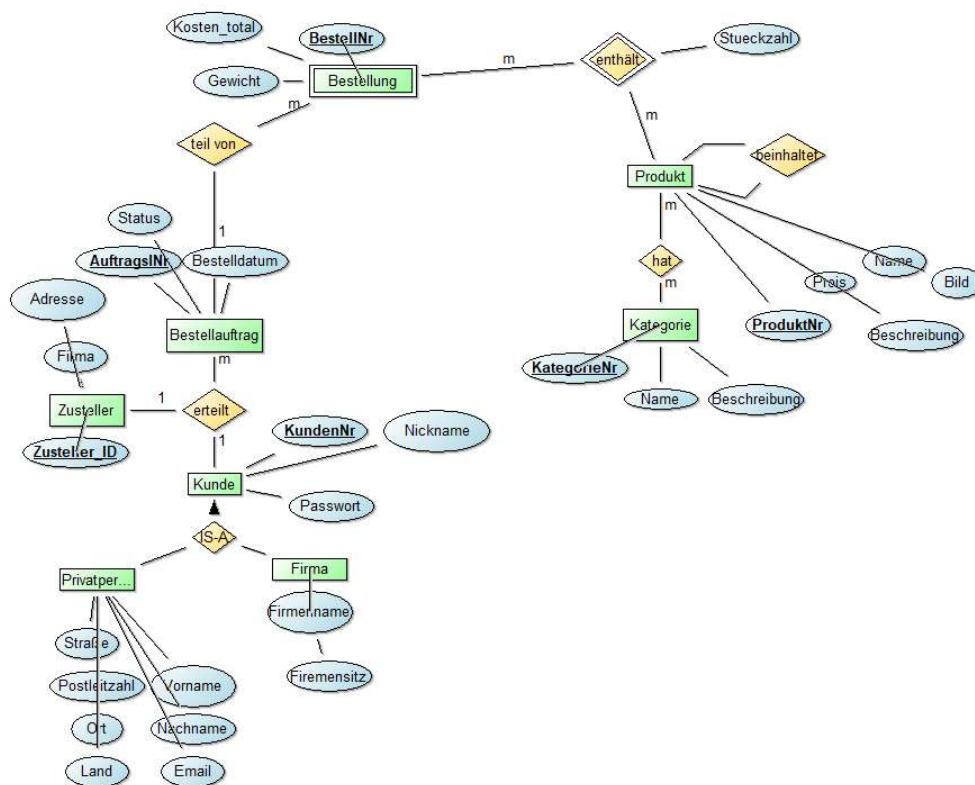 Kosten_total
BestellNr
Stueckzahl
enthält
m
Gewicht
Bestellung
m
m
teil von
beinhaltet
Produkt
m
Status
1
AuftragslNr
Bestelldatum
hat
Name
Adresse
m
Preis
Bild
Bestellauftrag
Kategorie
ProduktNr
Beschreibung
Firma
m
KategorieNr
Name
Beschreibung
Zusteller
1
erteilt
1
KundenNr
Nickname
Zusteller_ID
Kunde
Passwort
IS-A
Privatper...
Firma
Firmenname
Straße
Firemensitz
Postleitzahl
Vorname
Ort
Nachname
Land
Email